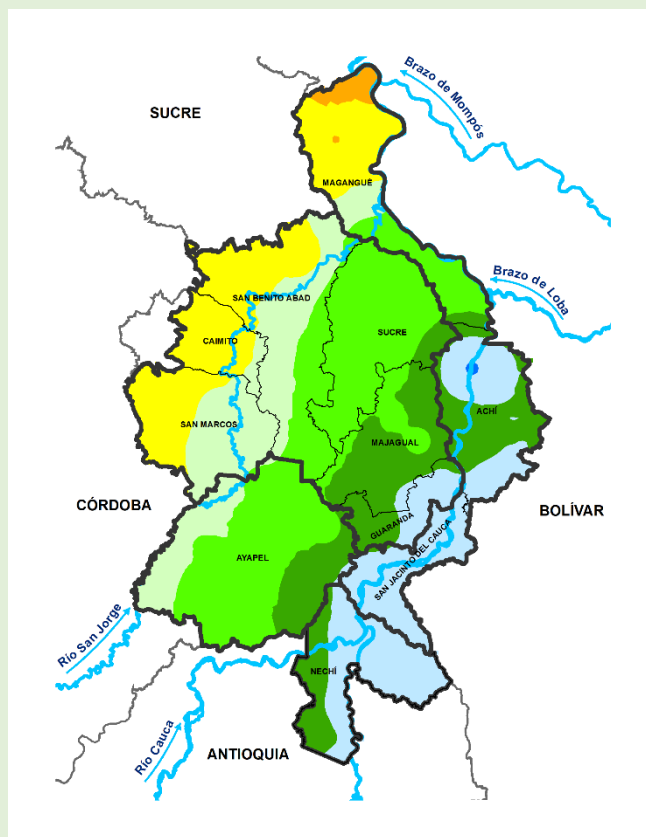 Brazo de Mompós
SUCRE
MAGANGUÉ
Brazo de Loba
SAN BENITO ABAD
SUCRE
CAIMITO
ACHÍ
SAN MARCOS
MAJAGUAL
CÓRDOBA
BOLÍVAR
GUARANDA
SAN JACINTO DEL CAUCA
AYAPEL
Río San Jorge
NECHÍ
Río Cauca
ANTIOQUIA